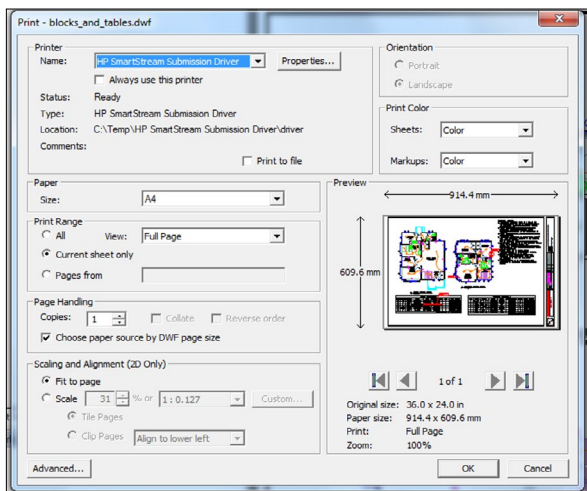 Print - blocks_and_tables.dwf
Printer
Name: HP SmartStream Submission Driver Properties...
Always use this printer
Status: Ready
Type: HP SmartStream Submission Driver
Location: C:\Temp\HP SmartStream Submission Driver\driver
Comments:
Print to file
Orientation
Portrait
Landscape
Print Color
Sheets: Color
Markups: Color
Paper
Size: A4
Print Range
All View: Full Page
Current sheet only
Pages from
Page Handling
Copies: 1 Collate Reverse order
Choose paper source by DWF page size
Scaling and Alignment (2D Only)
Fit to page
Scale 31 % or 1 : 0.127 Custom...
Tile Pages
Clip Pages Align to lower left
Preview
914.4 mm
609.6 mm
1 of 1
Original size: 36.0 x 24.0 in
Paper size: 914.4 x 609.6 mm
Print: Full Page
Zoom: 100%
Advanced... OK Cancel